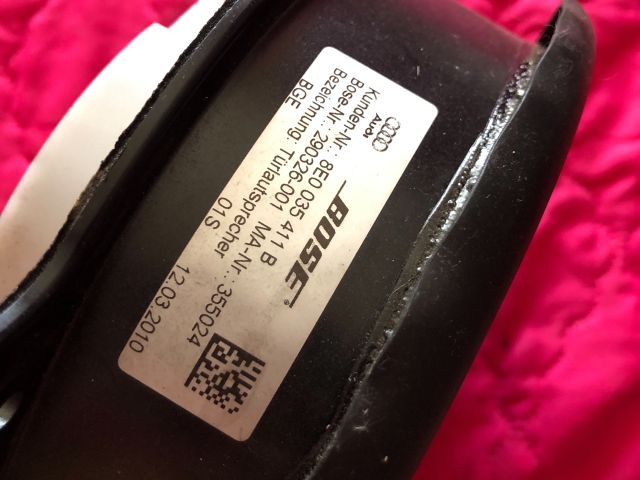 Audi
BOSE
Kunden-Nr.: 8E0 035 411 B
Bose-Nr.: 290326-001 MA-Nr.: 355024
Bezeichnung: Türlautsprecher
01S
BGE
12.03.2010